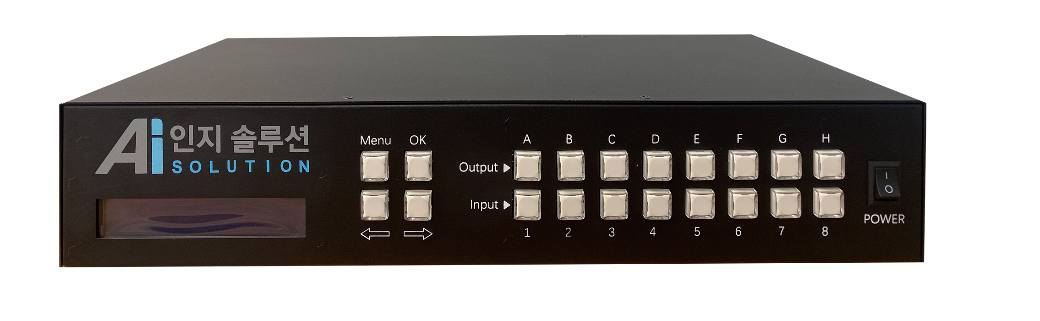 Ai 인지 솔루션
SOLUTION
Menu OK
A B C D E F G H
Output
Input
1 2 3 4 5 6 7 8
POWER